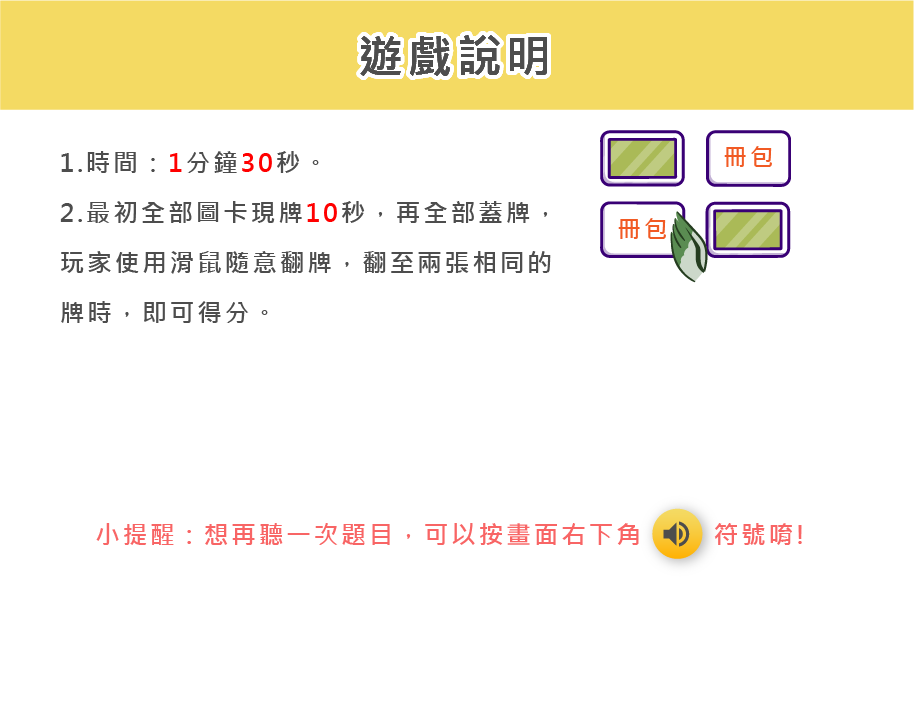 遊戲說明
1.時間：1分鐘30秒。
2.最初全部圖卡現牌10秒，再全部蓋牌，
玩家使用滑鼠隨意翻牌，翻至兩張相同的
牌時，即可得分。
冊包
冊包
小提醒：想再聽一次題目，可以按畫面右下角 符號唷!